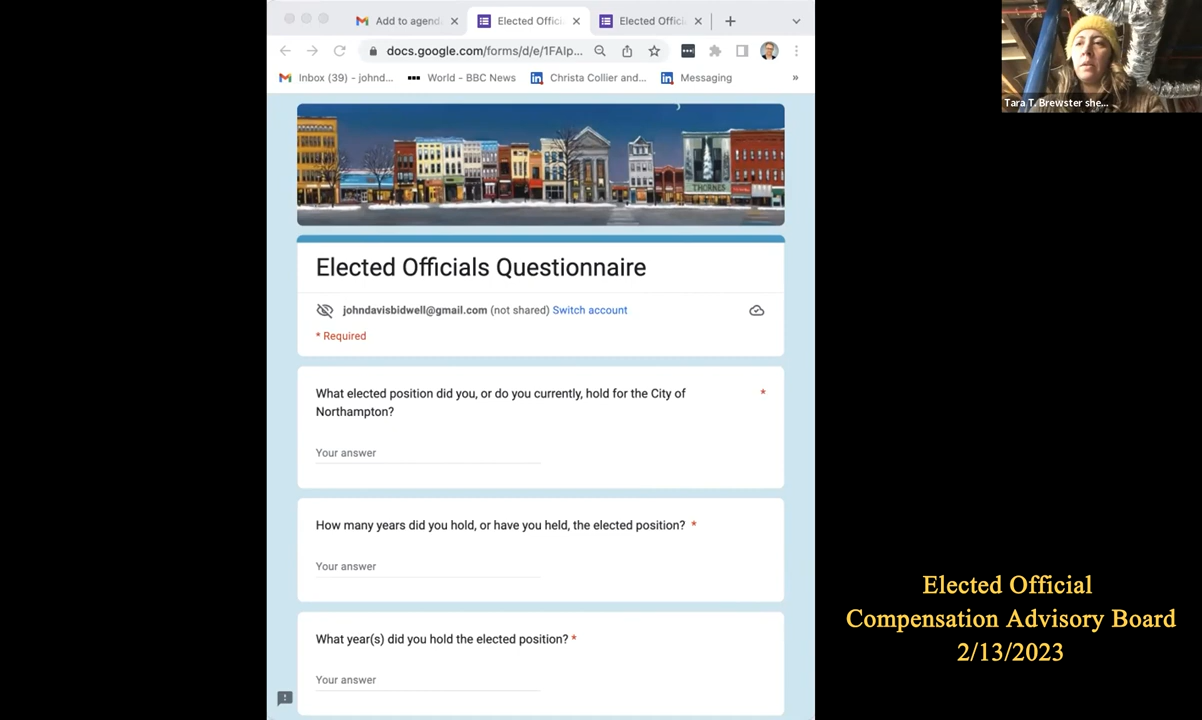 Add to agend
Elected Offici
Elected Offici
docs.google.com/forms/d/e/1FAIp...
Inbox (39) - johnd...
World - BBC News
Christa Collier and...
Messaging
»
THORNES
Elected Officials Questionnaire
johndavisbidwell@gmail.com (not shared) Switch account
* Required
What elected position did you, or do you currently, hold for the City of *
Northampton?
Your answer
How many years did you hold, or have you held, the elected position? *
Your answer
What year(s) did you hold the elected position? *
Your answer
Tara T. Brewster she...
Elected Official
Compensation Advisory Board
2/13/2023